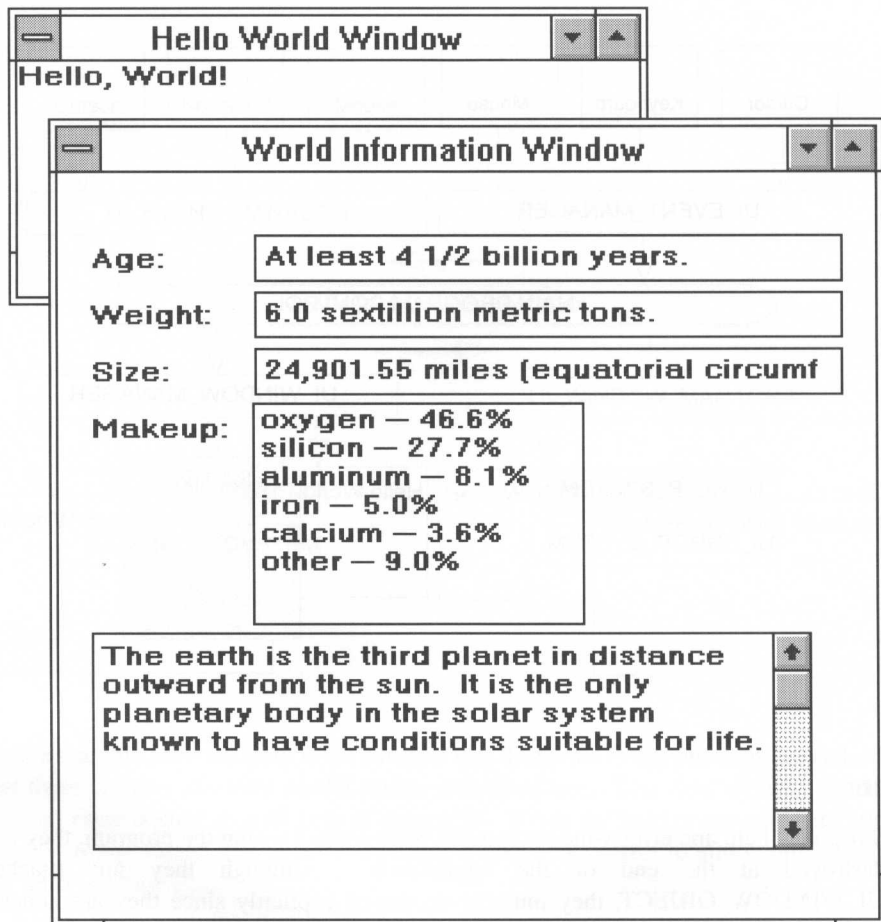 Hello World Window
Hello, World!
World Information Window
Age: At least 4 1/2 billion years.
Weight: 6.0 sextillion metric tons.
Size: 24,901.55 miles (equatorial circumf
Makeup: oxygen — 46.6%
silicon — 27.7%
aluminum — 8.1%
iron — 5.0%
calcium — 3.6%
other — 9.0%
The earth is the third planet in distance
outward from the sun.  It is the only
planetary body in the solar system
known to have conditions suitable for life.